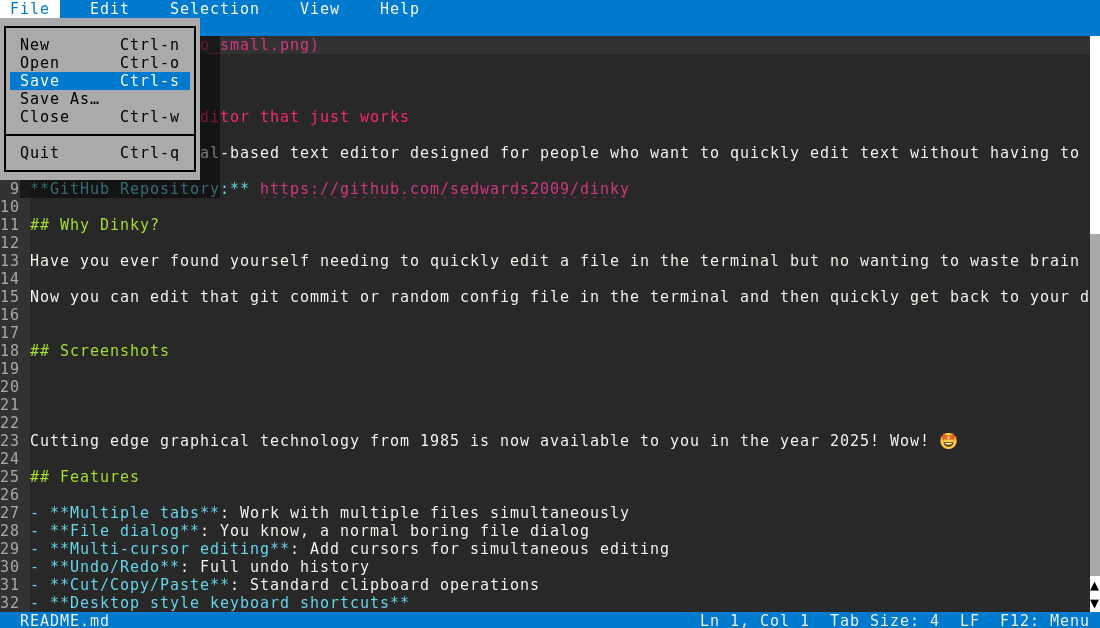 File Edit Selection View Help
New Ctrl-n o_small.png)
Open Ctrl-o
Save Ctrl-s
Save As…
Close Ctrl-w ditor that just works
Quit Ctrl-q al-based text editor designed for people who want to quickly edit text without having to
9 **GitHub Repository:** https://github.com/sedwards2009/dinky
10
11 ## Why Dinky?
12
13 Have you ever found yourself needing to quickly edit a file in the terminal but no wanting to waste brain
14
15 Now you can edit that git commit or random config file in the terminal and then quickly get back to your d
16
17
18 ## Screenshots
19
20
21
22
23 Cutting edge graphical technology from 1985 is now available to you in the year 2025! Wow! 🤩
24
25 ## Features
26
27 - **Multiple tabs**: Work with multiple files simultaneously
28 - **File dialog**: You know, a normal boring file dialog
29 - **Multi-cursor editing**: Add cursors for simultaneous editing
30 - **Undo/Redo**: Full undo history
31 - **Cut/Copy/Paste**: Standard clipboard operations
32 - **Desktop style keyboard shortcuts**
README.md Ln 1, Col 1 Tab Size: 4 LF F12: Menu